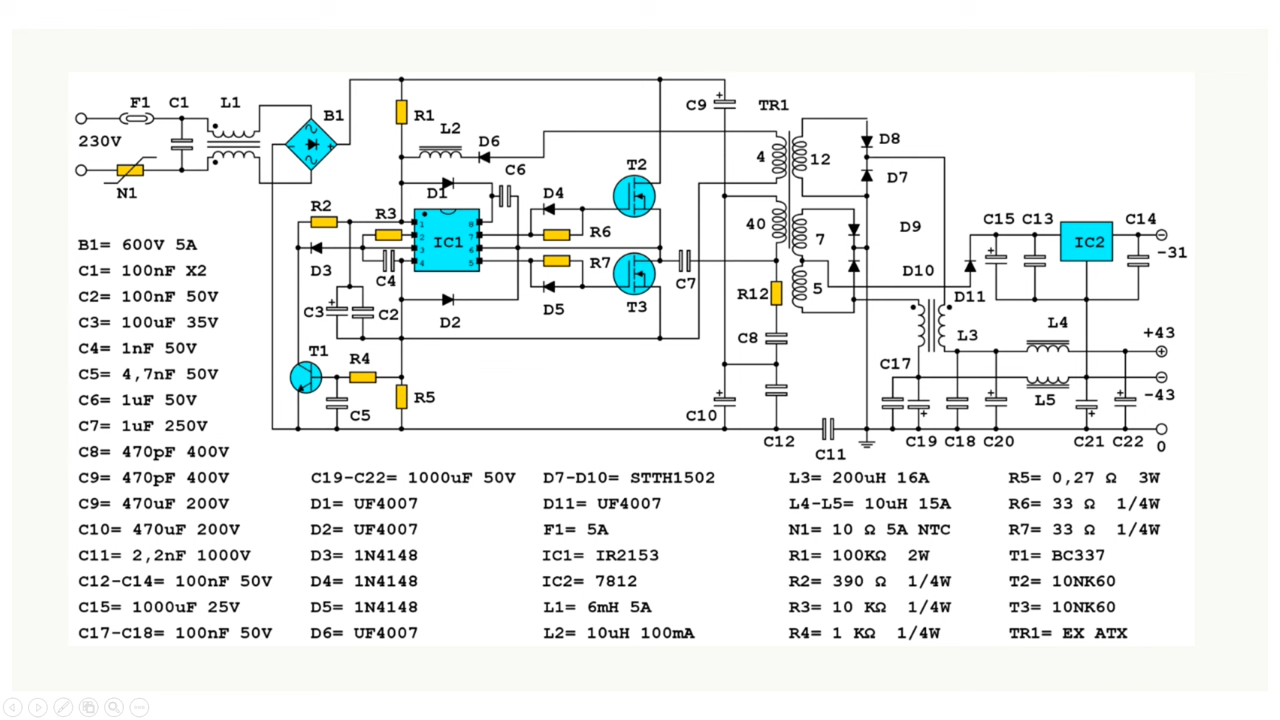 F1 C1 L1
230V
N1
B1
R1
L2
D6
C6
D1
R2
R3
IC1
1 2 3 4
8 7 6 5
D3
C4
C3 C2
D2
D4
R6
R7
D5
T2
T3
C7
T1
R4
C5
R5
C9
TR1
4 12
40 7
5
D8
D7
D9
D10
D11
R12
C8
C10
C12
C11
C15 C13 C14
IC2
-31
L3
L4
L5
+43
-43
0
C17
C19 C18 C20
C21 C22
B1= 600V 5A
C1= 100nF X2
C2= 100nF 50V
C3= 100uF 35V
C4= 1nF 50V
C5= 4,7nF 50V
C6= 1uF 50V
C7= 1uF 250V
C8= 470pF 400V
C9= 470pF 400V
C9= 470uF 200V
C10= 470uF 200V
C11= 2,2nF 1000V
C12-C14= 100nF 50V
C15= 1000uF 25V
C17-C18= 100nF 50V
C19-C22= 1000uF 50V
D1= UF4007
D2= UF4007
D3= 1N4148
D4= 1N4148
D5= 1N4148
D6= UF4007
D7-D10= STTH1502
D11= UF4007
F1= 5A
IC1= IR2153
IC2= 7812
L1= 6mH 5A
L2= 10uH 100mA
L3= 200uH 16A
L4-L5= 10uH 15A
N1= 10 Ω 5A NTC
R1= 100KΩ 2W
R2= 390 Ω 1/4W
R3= 10 KΩ 1/4W
R4= 1 KΩ 1/4W
R5= 0,27 Ω 3W
R6= 33 Ω 1/4W
R7= 33 Ω 1/4W
T1= BC337
T2= 10NK60
T3= 10NK60
TR1= EX ATX